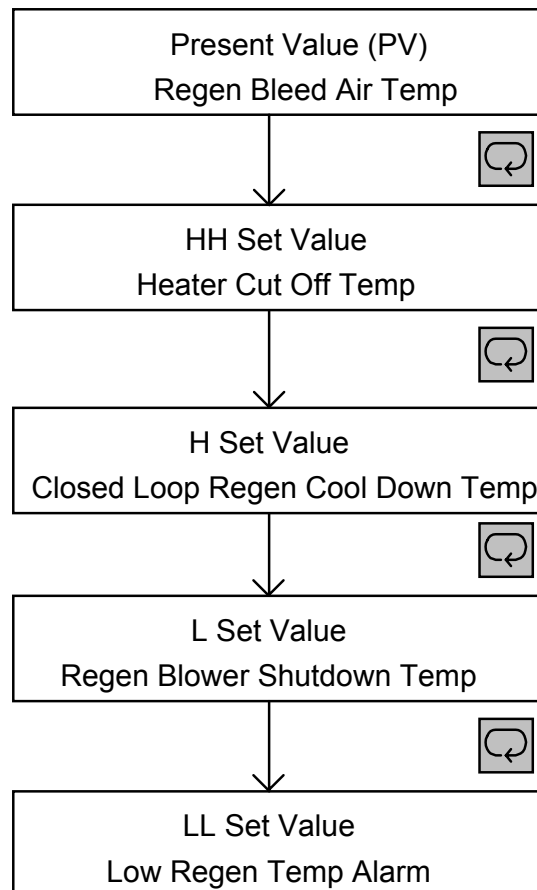 Present Value (PV)
Regen Bleed Air Temp
HH Set Value
Heater Cut Off Temp
H Set Value
Closed Loop Regen Cool Down Temp
L Set Value
Regen Blower Shutdown Temp
LL Set Value
Low Regen Temp Alarm